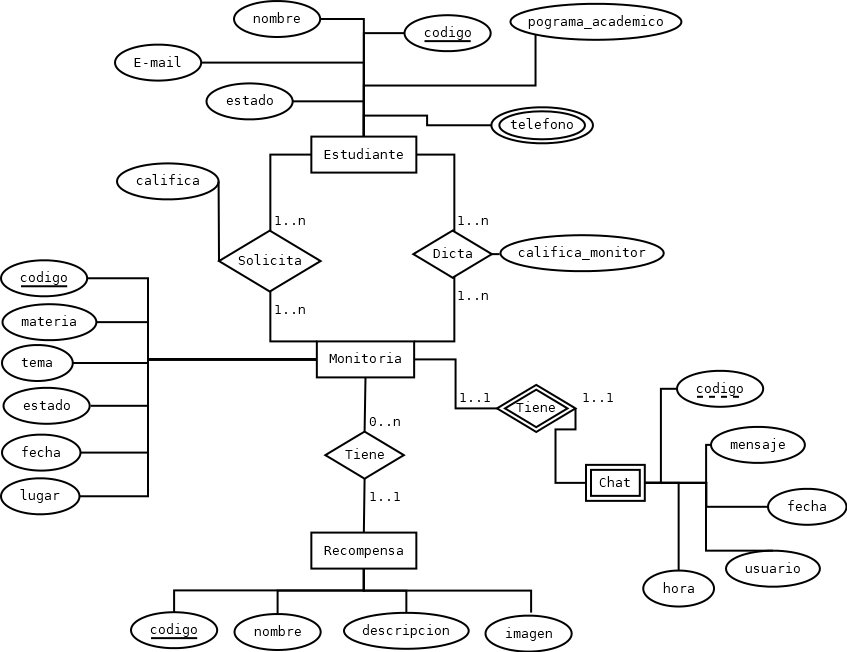 nombre
codigo
pograma_academico
E-mail
estado
telefono
Estudiante
califica
1..n
1..n
Solicita
Dicta
califica_monitor
codigo
1..n
1..n
materia
tema
Monitoria
estado
1..1
Tiene
1..1
codigo
0..n
mensaje
fecha
Tiene
lugar
1..1
Chat
fecha
Recompensa
usuario
hora
codigo
nombre
descripcion
imagen